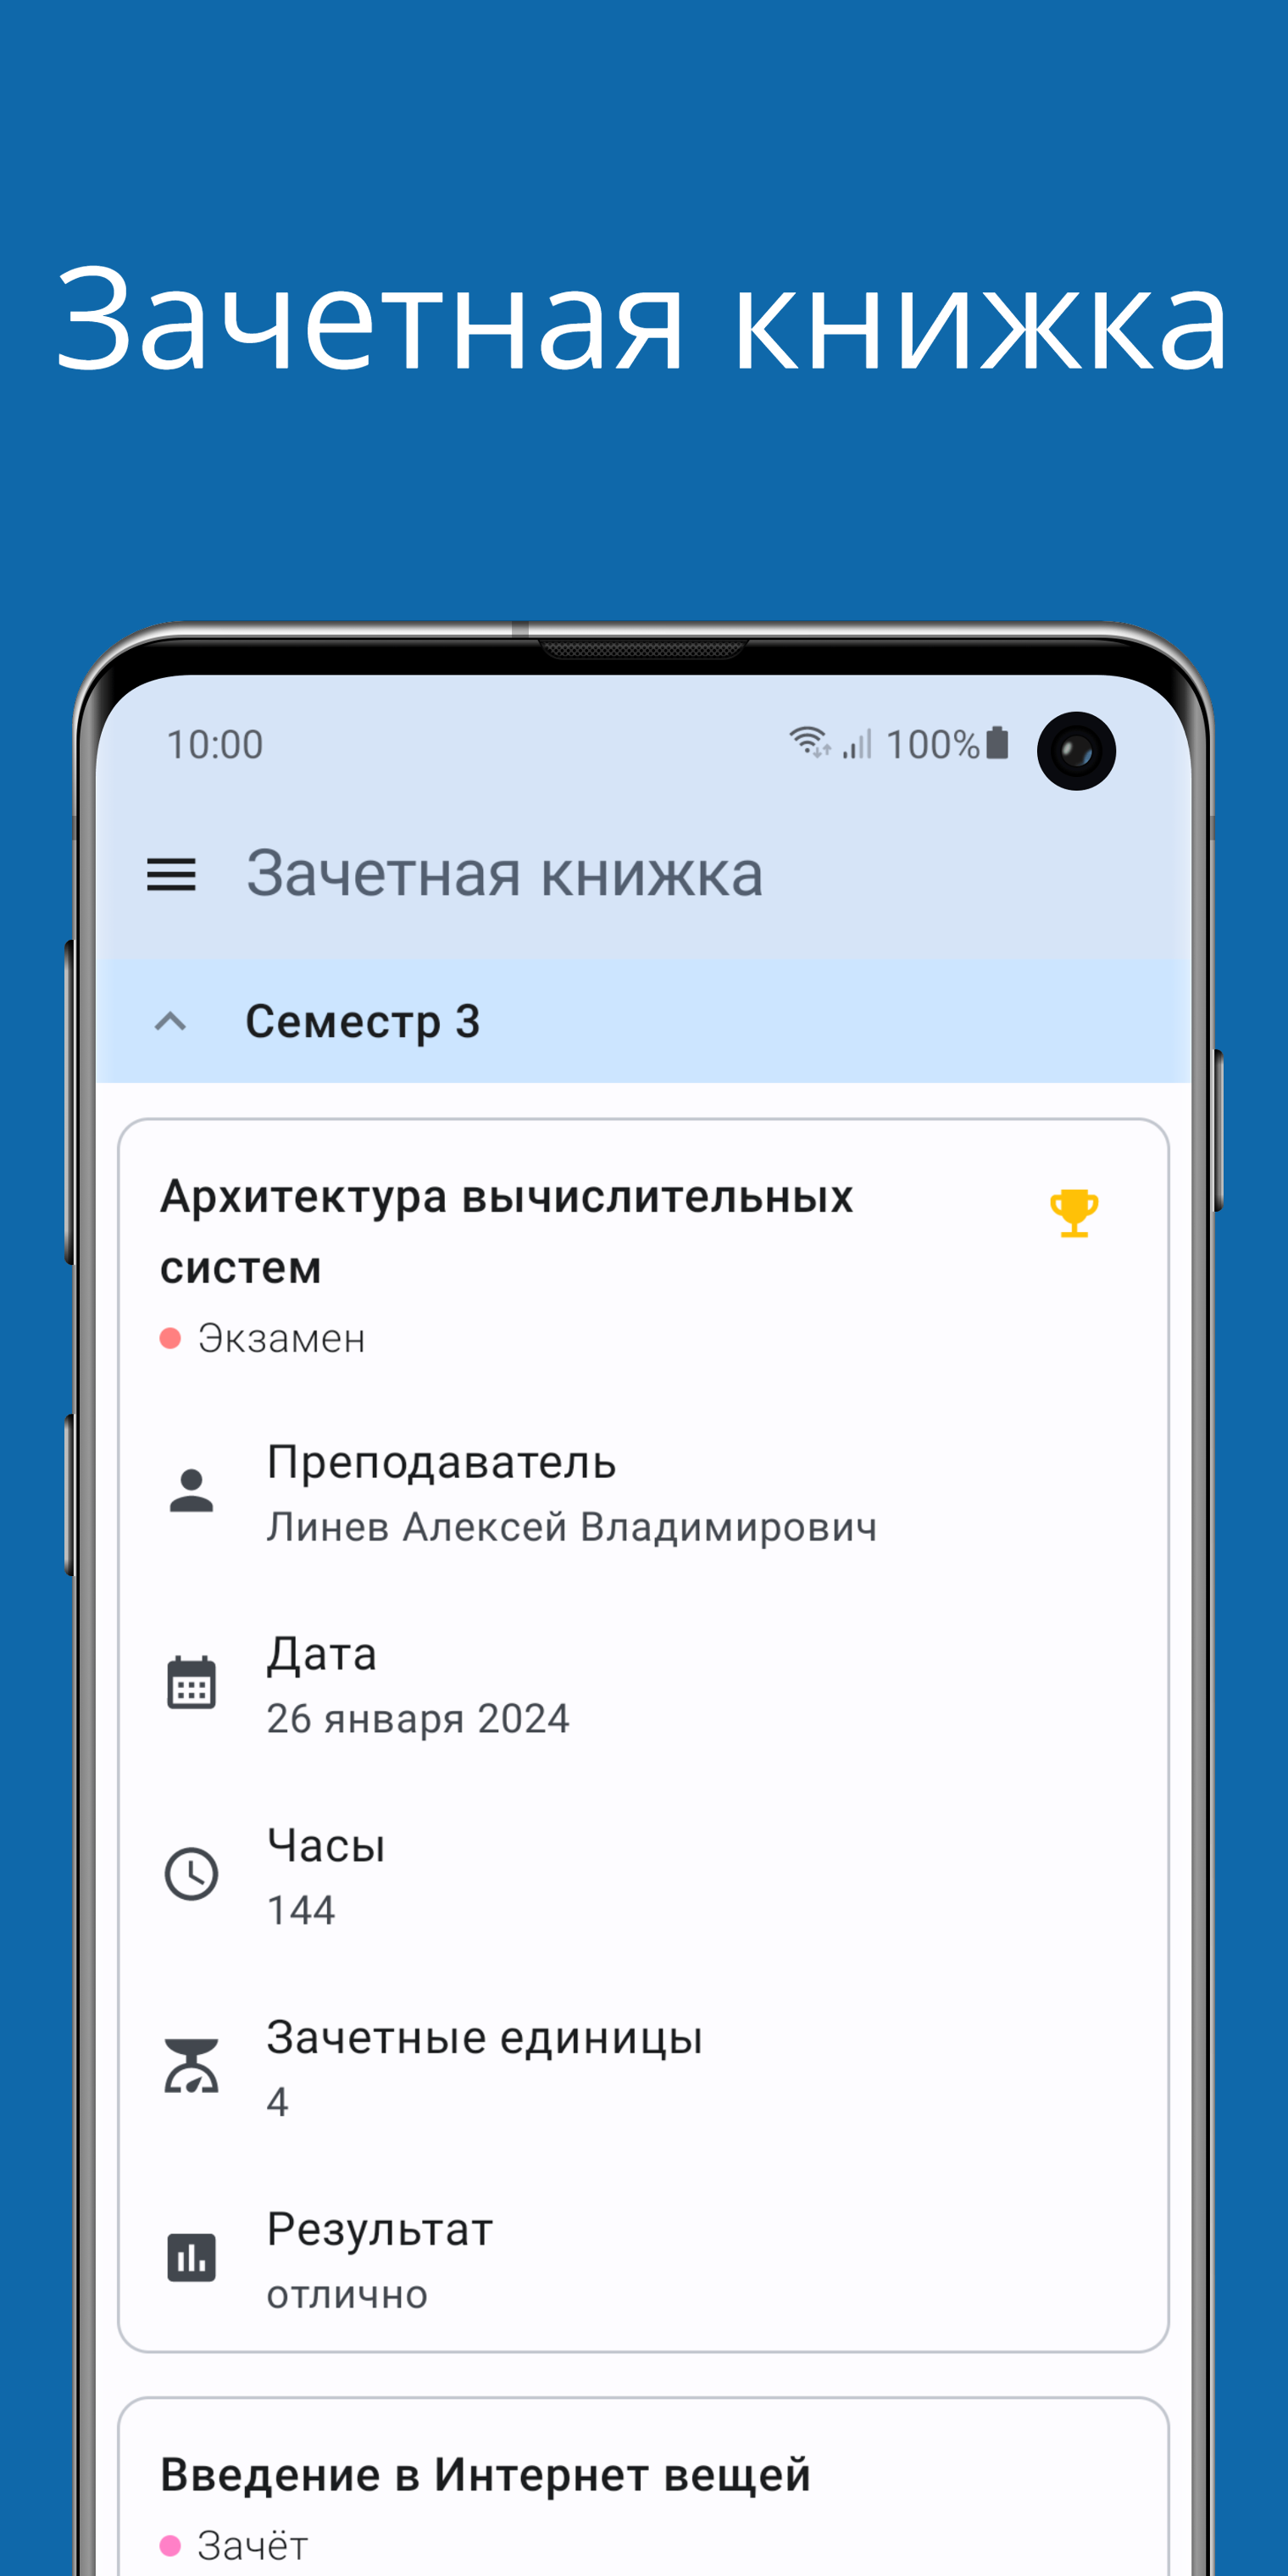 Зачетная книжка
10:00 100%
Зачетная книжка
Семестр 3
Архитектура вычислительных
систем
Экзамен
Преподаватель
Линев Алексей Владимирович
Дата
26 января 2024
Часы
144
Зачетные единицы
4
Результат
отлично
Введение в Интернет вещей
Зачёт